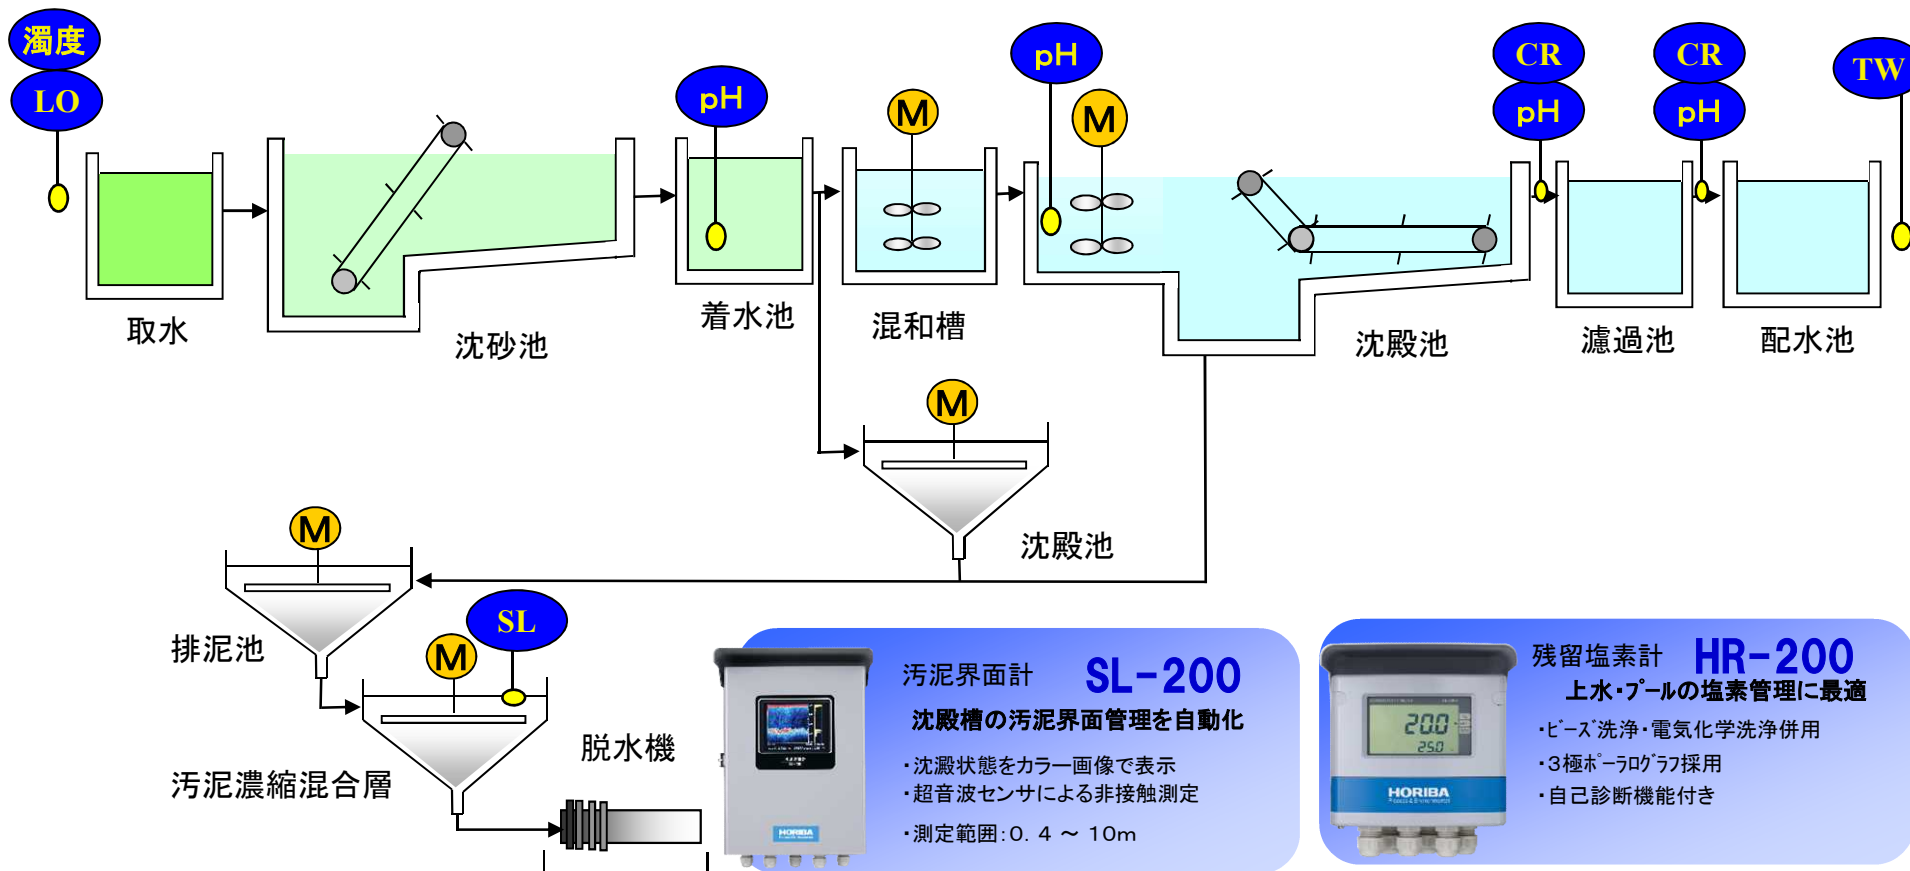 濁度
LO
pH
M
pH
M
CR
pH
CR
pH
TW
取水
沈砂池
着水池
混和槽
沈殿池
濾過池
配水池
M
沈殿池
M
排泥池
M
SL
汚泥濃縮混合層
脱水機
汚泥界面計 SL-200
沈殿槽の汚泥界面管理を自動化
・沈澱状態をカラー画像で表示
・超音波センサによる非接触測定
・測定範囲:0.4 ~ 10m
HORIBA
残留塩素計 HR-200
上水・プールの塩素管理に最適
・ビーズ洗浄・電気化学洗浄併用
・3極ポーラログラフ採用
・自己診断機能付き
20.0
25.0
HORIBA